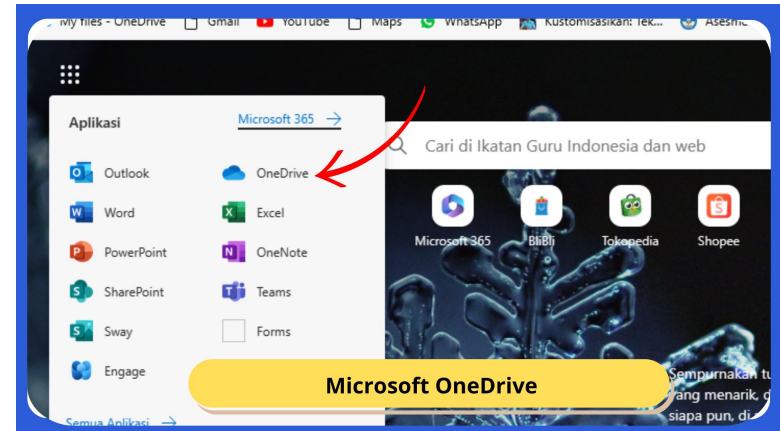 My files - OneDrive Gmail YouTube Maps WhatsApp Kustomisasikan: Tek... Asesme
Aplikasi Microsoft 365 →
Cari di Ikatan Guru Indonesia dan web
Outlook OneDrive
Word Excel
PowerPoint OneNote
SharePoint Teams
Sway Forms
Engage
Semua Aplikasi →
Microsoft 365 BliBli Tokopedia Shopee
Microsoft OneDrive
Sempurnakan tu
yang menarik, d
siapa pun, di